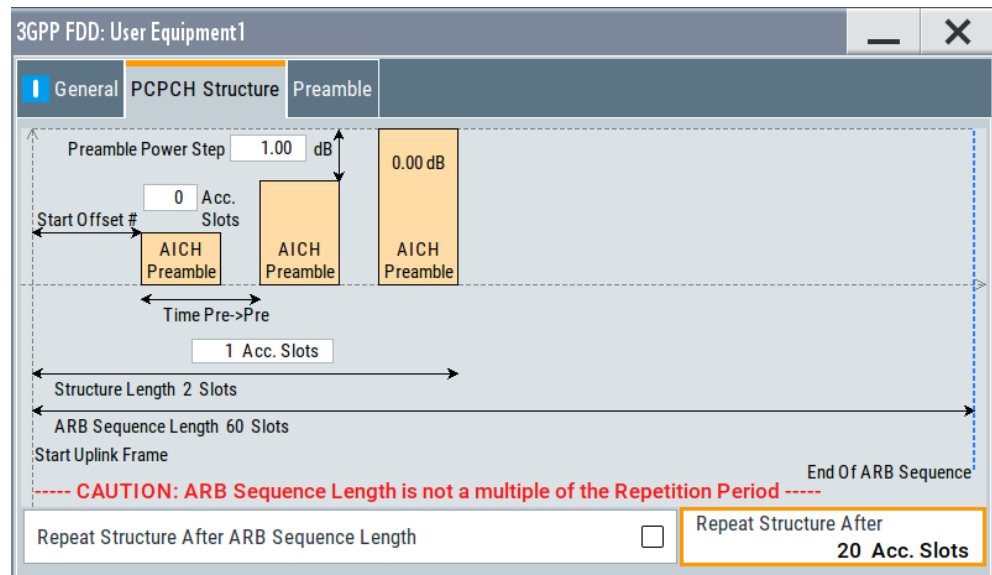 3GPP FDD: User Equipment1
General
PCPCH Structure
Preamble
Preamble Power Step 1.00 dB
0.00 dB
0 Acc.
Start Offset # Slots
AICH
Preamble
AICH
Preamble
AICH
Preamble
Time Pre->Pre
1 Acc. Slots
Structure Length 2 Slots
ARB Sequence Length 60 Slots
Start Uplink Frame
End Of ARB Sequence
----- CAUTION: ARB Sequence Length is not a multiple of the Repetition Period -----
Repeat Structure After ARB Sequence Length
Repeat Structure After
20 Acc. Slots